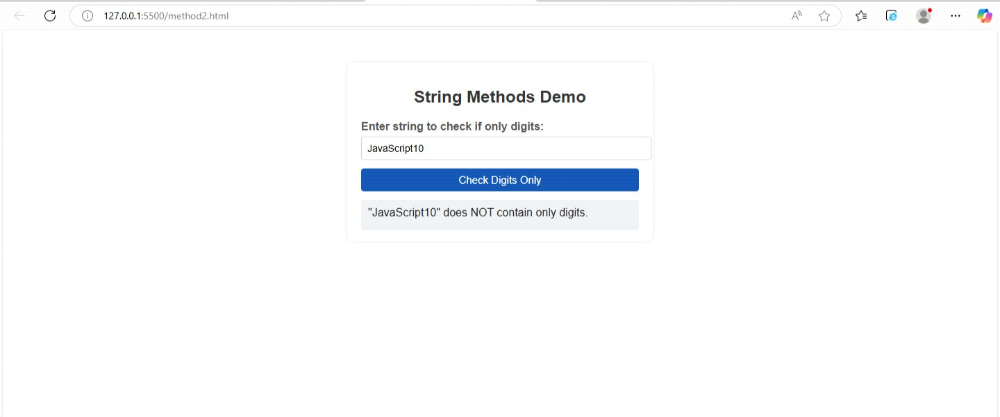 127.0.0.1:5500/method2.html
String Methods Demo
Enter string to check if only digits:
JavaScript10
Check Digits Only
"JavaScript10" does NOT contain only digits.